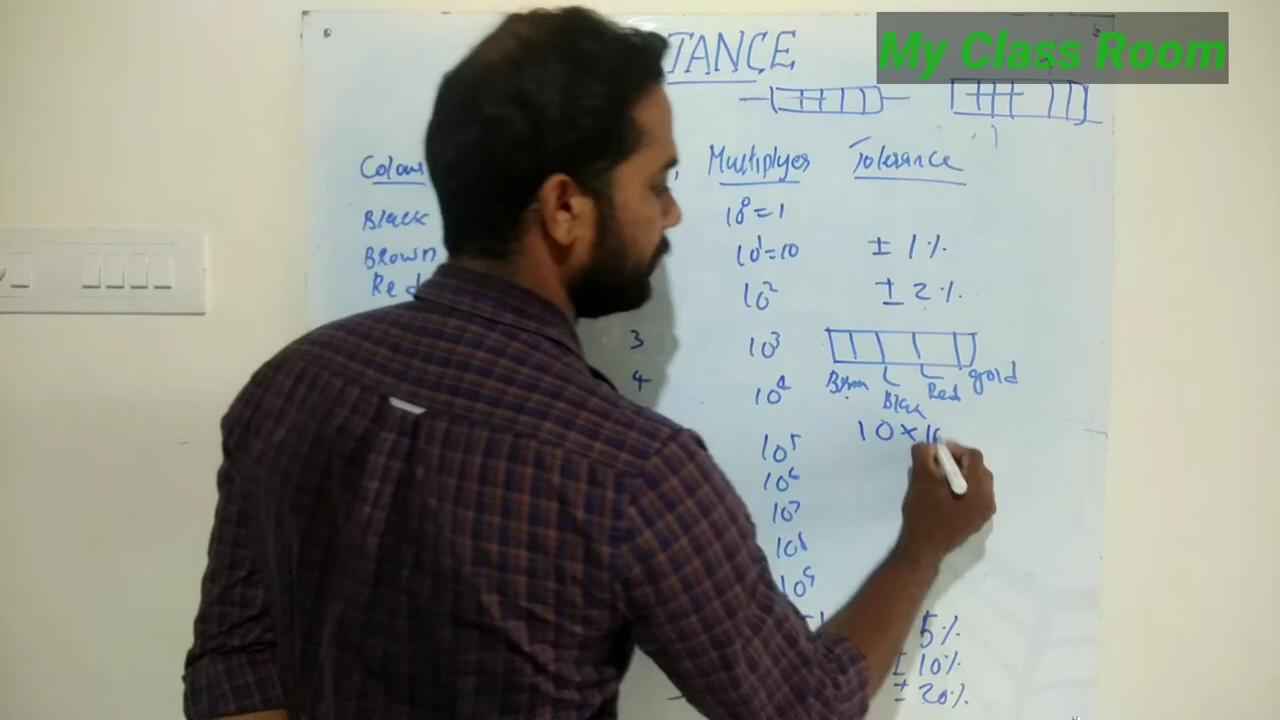 TANCE My Class Room
Colour Multiplyer Tolerance
Black 10⁰=1
Brown 10¹=10 ± 1%
Red 10² ± 2%
3 10³
4 10⁴ Brown Black Red gold
10×10
10⁵
10⁶
10⁷
10⁸
10⁹
5%
± 10%
± 20%